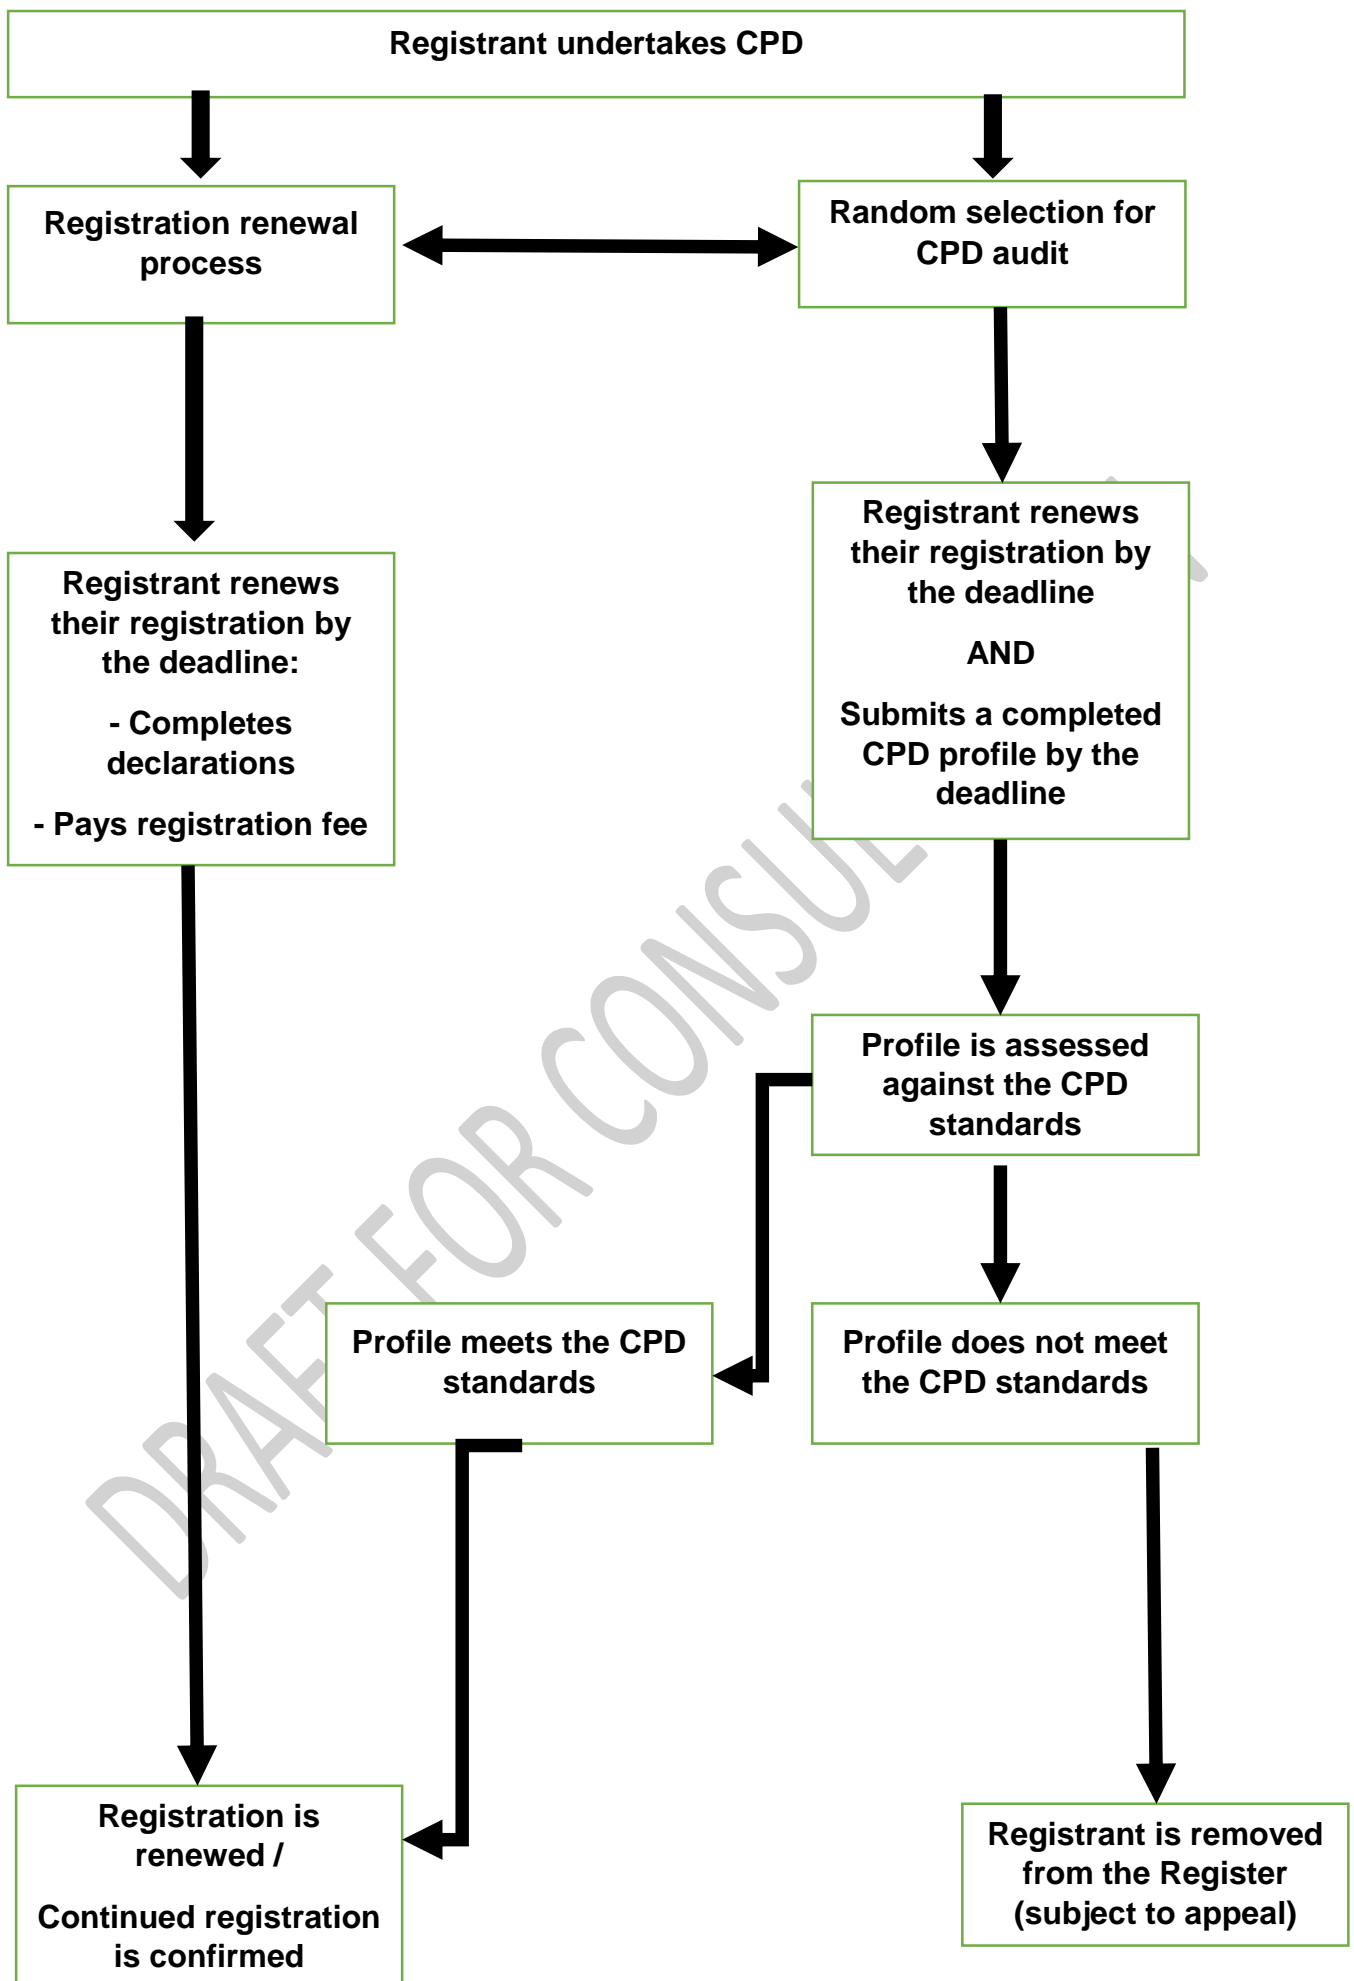 Registrant undertakes CPD
Registration renewal
process
Random selection for
CPD audit
Registrant renews
their registration by
the deadline
AND
Submits a completed
CPD profile by the
deadline
Registrant renews
their registration by
the deadline:
- Completes
declarations
- Pays registration fee
Profile is assessed
against the CPD
standards
Profile meets the CPD
standards
Profile does not meet
the CPD standards
Registration is
renewed /
Continued registration
is confirmed
Registrant is removed
from the Register
(subject to appeal)
DRAFT FOR CONSUL